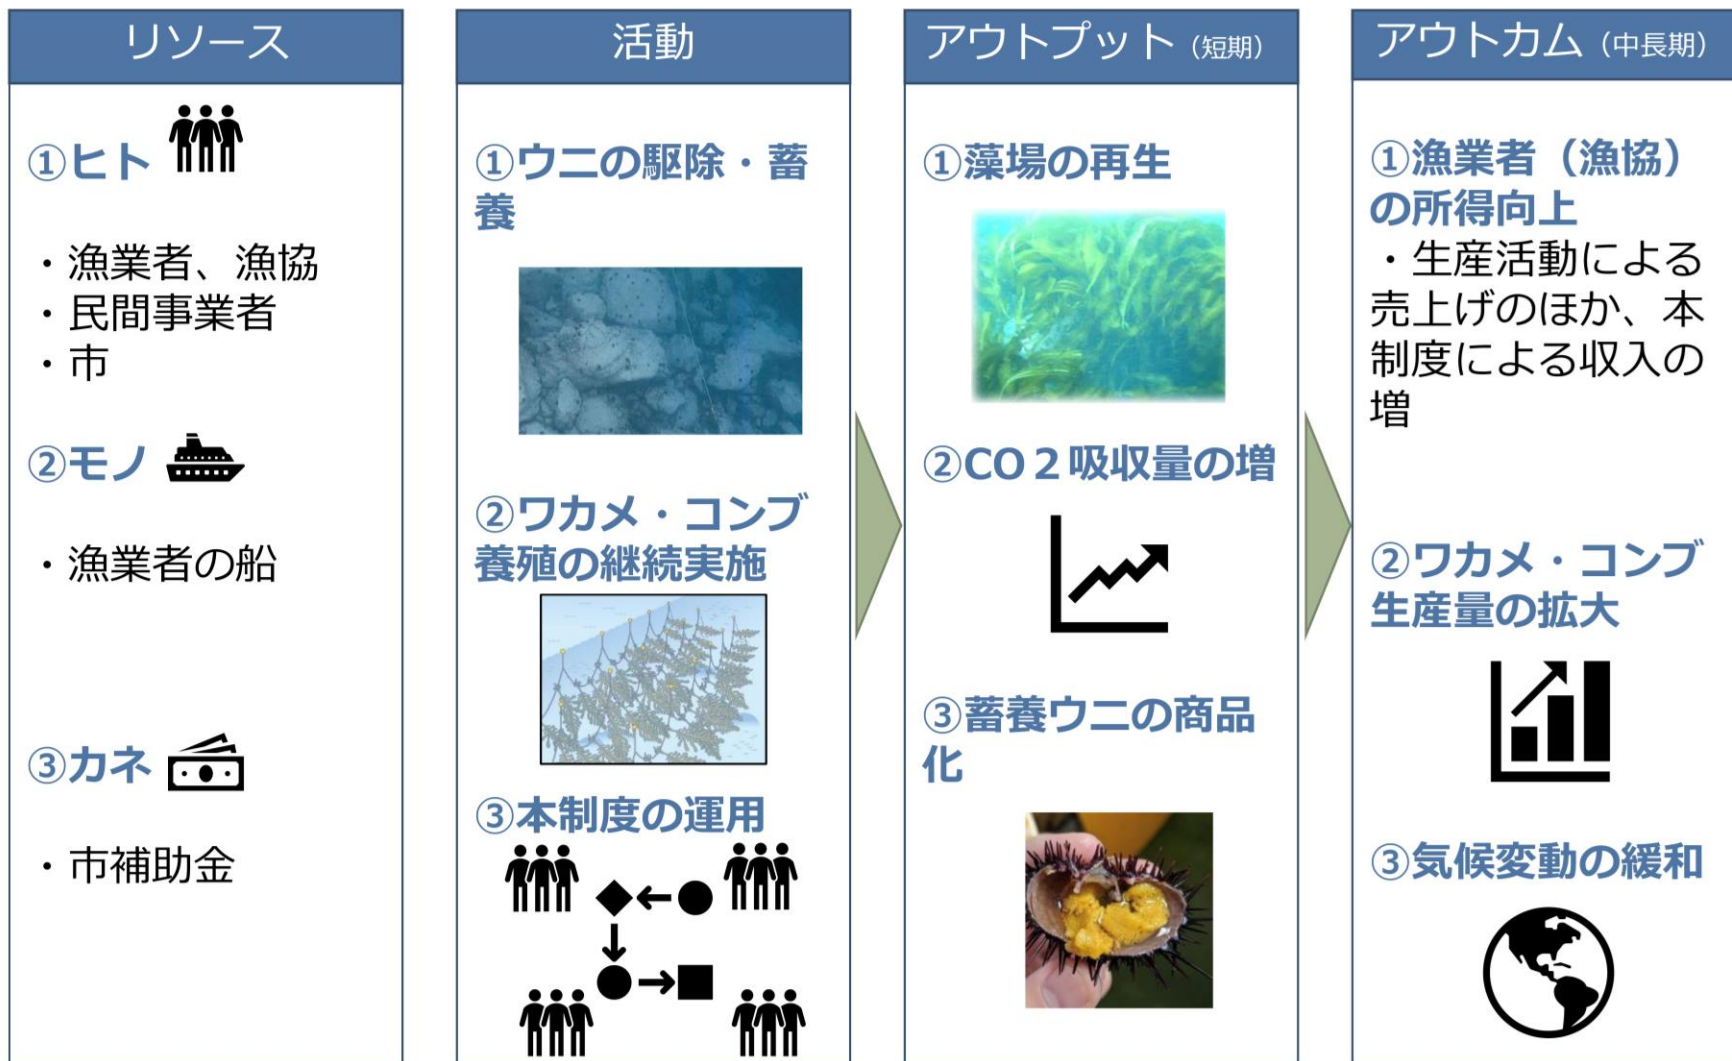 リソース
①ヒト
・漁業者、漁協
・民間事業者
・市
②モノ
・漁業者の船
③カネ
・市補助金
活動
①ウニの駆除・蓄
養
②ワカメ・コンブ
養殖の継続実施
③本制度の運用
アウトプット（短期）
①藻場の再生
②CO２吸収量の増
③蓄養ウニの商品
化
アウトカム（中長期）
①漁業者（漁協）
の所得向上
・生産活動による
売上げのほか、本
制度による収入の
増
②ワカメ・コンブ
生産量の拡大
③気候変動の緩和